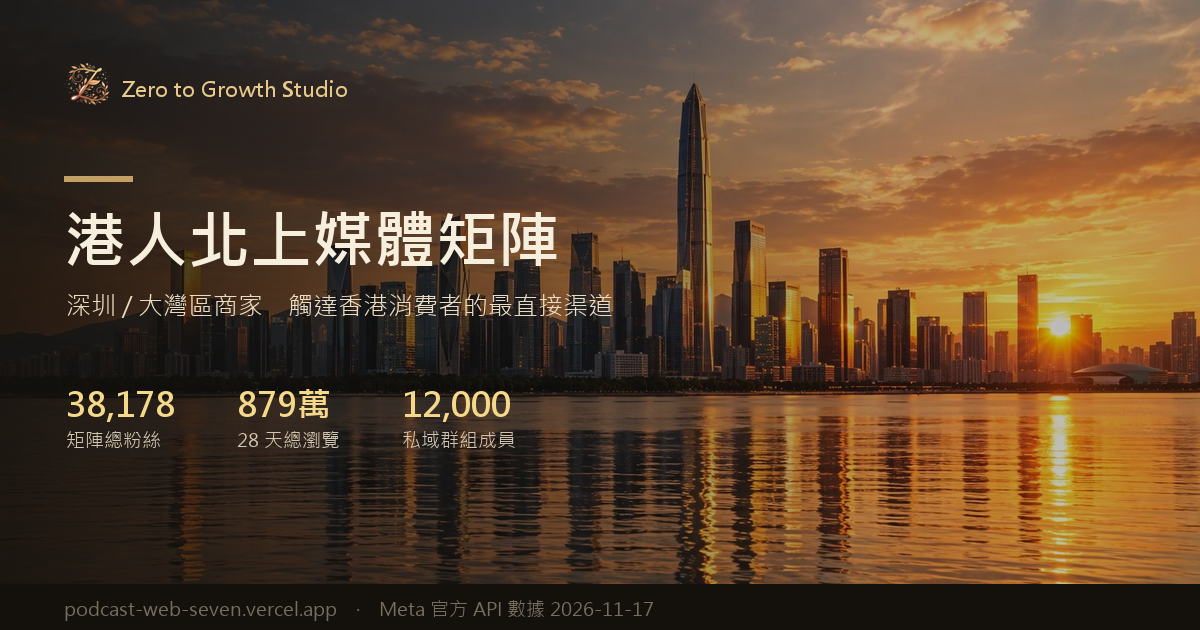 Zero to Growth Studio
港人北上媒體矩陣
深圳 / 大灣區商家　觸達香港消費者的最直接渠道
38,178　879萬　12,000
矩陣總粉絲　28 天總瀏覽　私域群組成員
podcast-web-seven.vercel.app · Meta 官方 API 數據 2026-11-17